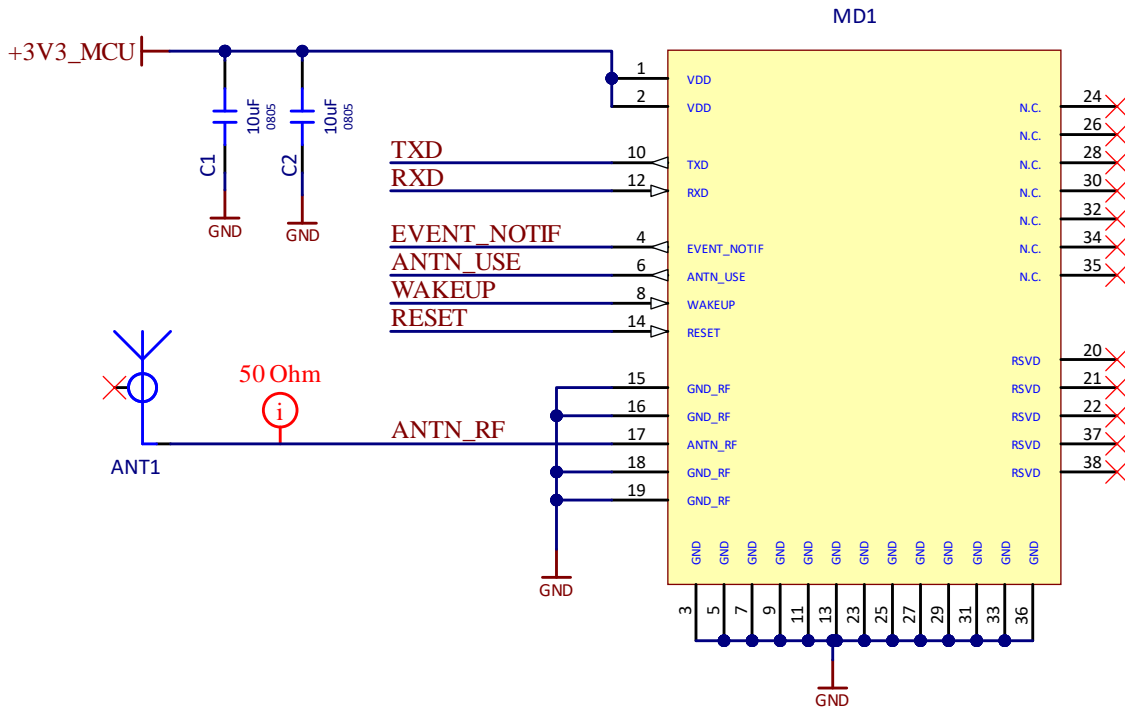 MD1
+3V3_MCU
1 VDD
2 VDD
24 N.C.
26 N.C.
28 N.C.
30 N.C.
32 N.C.
34 N.C.
35 N.C.
10uF
0805
10uF
0805
C1
C2
GND
GND
TXD 10 TXD
RXD 12 RXD
EVENT_NOTIF 4 EVENT_NOTIF
ANTN_USE 6 ANTN_USE
WAKEUP 8 WAKEUP
RESET 14 RESET
20 RSVD
21 RSVD
22 RSVD
37 RSVD
38 RSVD
50 Ohm
i
15 GND_RF
16 GND_RF
ANTN_RF 17 ANTN_RF
18 GND_RF
19 GND_RF
ANT1
GND
GND GND GND GND GND GND GND GND GND GND GND GND GND
3 5 7 9 11 13 23 25 27 29 31 33 36
GND